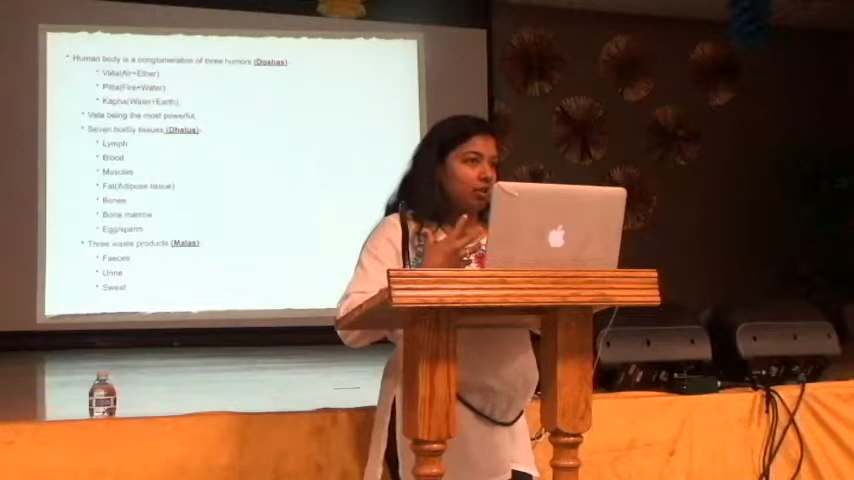 Human body is a conglomeration of three humors (Doshas)
Vata(Air+Ether)
Pitta(Fire+Water)
Kapha(Water+Earth)
Vata being the most powerful.
Seven bodily tissues (Dhatus)-
Lymph
Blood
Muscles
Fat(Adipose tissue)
Bones
Bone marrow
Egg/sperm
Three waste products (Malas)
Faeces
Urine
Sweat